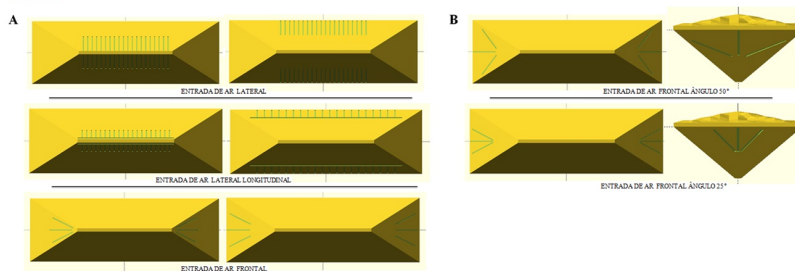 A
ENTRADA DE AR LATERAL
ENTRADA DE AR LATERAL LONGITUDINAL
ENTRADA DE AR FRONTAL
B
ENTRADA DE AR FRONTAL ÂNGULO 50°
ENTRADA DE AR FRONTAL ÂNGULO 25°